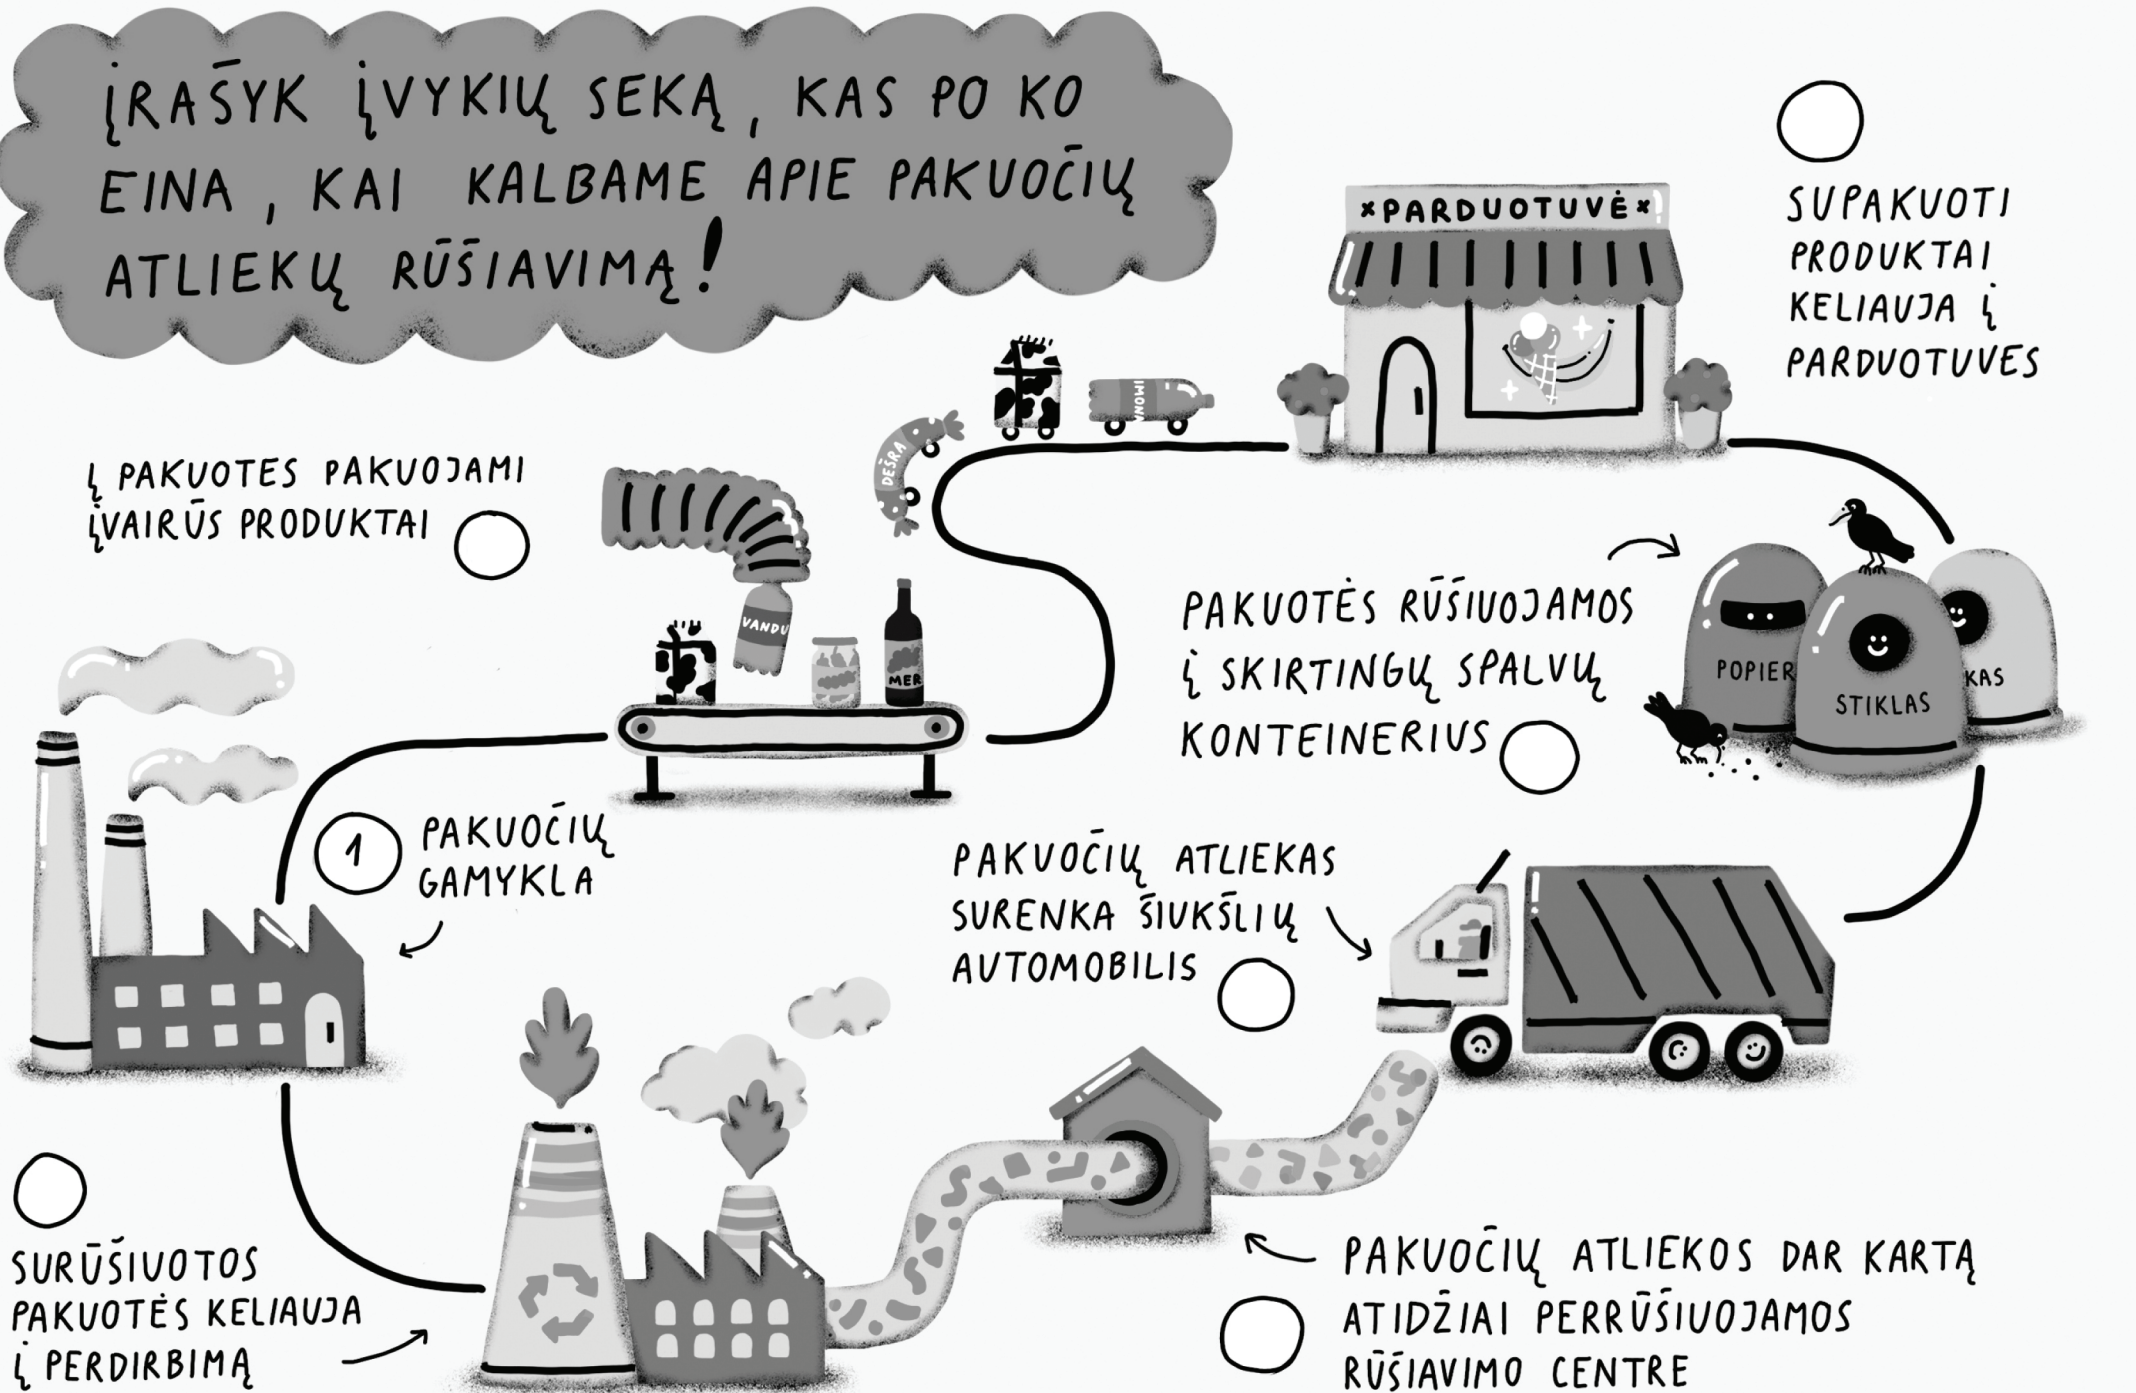 ĮRAŠYK ĮVYKIŲ SEKĄ, KAS PO KO
EINA, KAI KALBAME APIE PAKUOČIŲ
ATLIEKŲ RŪŠIAVIMĄ!
×PARDUOTUVĖ×
SUPAKUOTI
PRODUKTAI
KELIAUJA Į
PARDUOTUVES
DEŠRA
Į PAKUOTES PAKUOJAMI
ĮVAIRŪS PRODUKTAI
VANDU
MER
PAKUOTĖS RŪŠIUOJAMOS
Į SKIRTINGŲ SPALVŲ
KONTEINERIUS
POPIER
STIKLAS
KAS
1
PAKUOČIŲ
GAMYKLA
PAKUOČIŲ ATLIEKAS
SURENKA ŠIUKŠLIŲ
AUTOMOBILIS
SURŪŠIUOTOS
PAKUOTĖS KELIAUJA
Į PERDIRBIMĄ
PAKUOČIŲ ATLIEKOS DAR KARTĄ
ATIDŽIAI PERRŪŠIUOJAMOS
RŪŠIAVIMO CENTRE